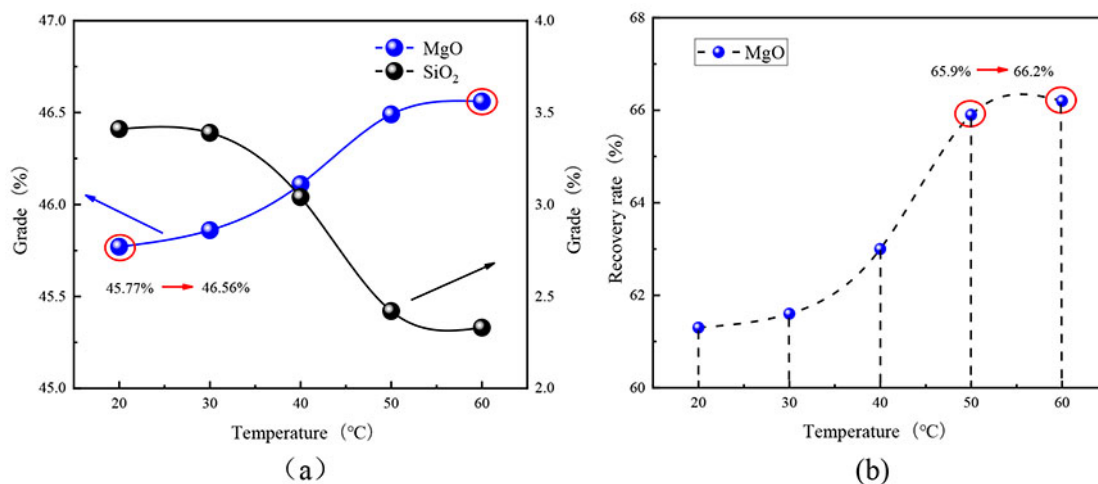 47.0
46.5
46.0
45.5
45.0
Grade（%）
4.0
3.5
3.0
2.5
2.0
Grade（%）
MgO
SiO₂
45.77% 46.56%
20 30 40 50 60
Temperature（℃）
（a）
68
66
64
62
60
Recovery rate（%）
MgO
65.9% 66.2%
20 30 40 50 60
Temperature（℃）
(b)